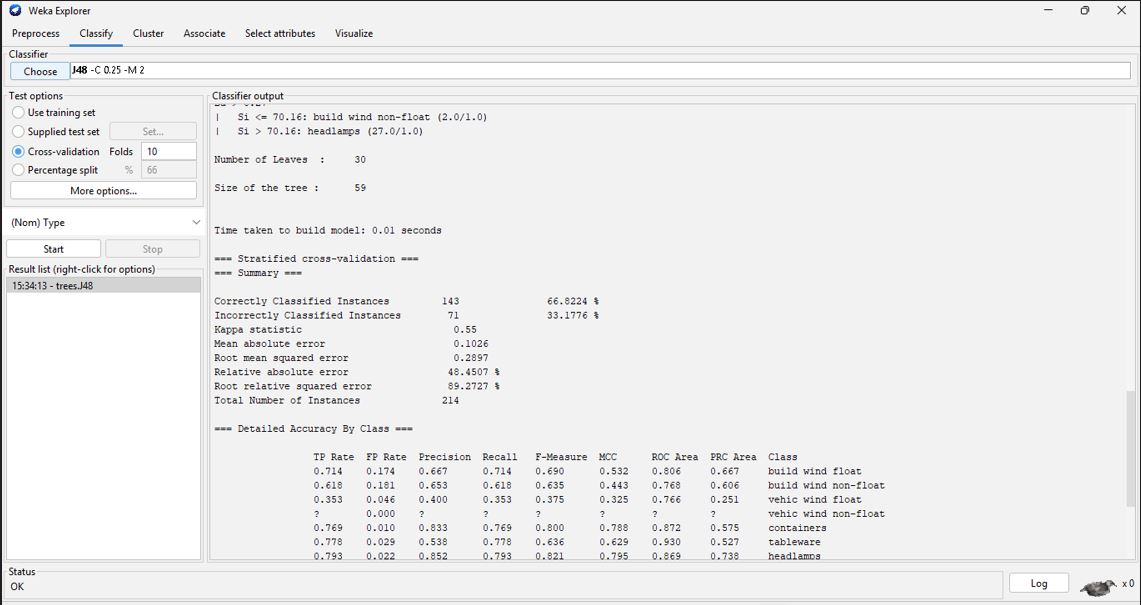 Weka Explorer
Preprocess Classify Cluster Associate Select attributes Visualize
Classifier
Choose J48 -C 0.25 -M 2
Test options
Use training set
Supplied test set Set...
Cross-validation Folds 10
Percentage split % 66
More options...
(Nom) Type
Start Stop
Result list (right-click for options)
15:34:13 - trees.J48
Classifier output
| Si <= 70.16: build wind non-float (2.0/1.0)
| Si > 70.16: headlamps (27.0/1.0)
Number of Leaves : 30
Size of the tree : 59
Time taken to build model: 0.01 seconds
=== Stratified cross-validation ===
=== Summary ===
Correctly Classified Instances 143 66.8224 %
Incorrectly Classified Instances 71 33.1776 %
Kappa statistic 0.55
Mean absolute error 0.1026
Root mean squared error 0.2897
Relative absolute error 48.4507 %
Root relative squared error 89.2727 %
Total Number of Instances 214
=== Detailed Accuracy By Class ===
TP Rate FP Rate Precision Recall F-Measure MCC ROC Area PRC Area Class
0.714 0.174 0.667 0.714 0.690 0.532 0.806 0.667 build wind float
0.618 0.181 0.653 0.618 0.635 0.443 0.768 0.606 build wind non-float
0.353 0.046 0.400 0.353 0.375 0.325 0.766 0.251 vehic wind float
? 0.000 ? ? ? ? ? ? vehic wind non-float
0.769 0.010 0.833 0.769 0.800 0.788 0.872 0.575 containers
0.778 0.029 0.538 0.778 0.636 0.629 0.930 0.527 tableware
0.793 0.022 0.852 0.793 0.821 0.795 0.869 0.738 headlamps
Status
OK
Log x 0